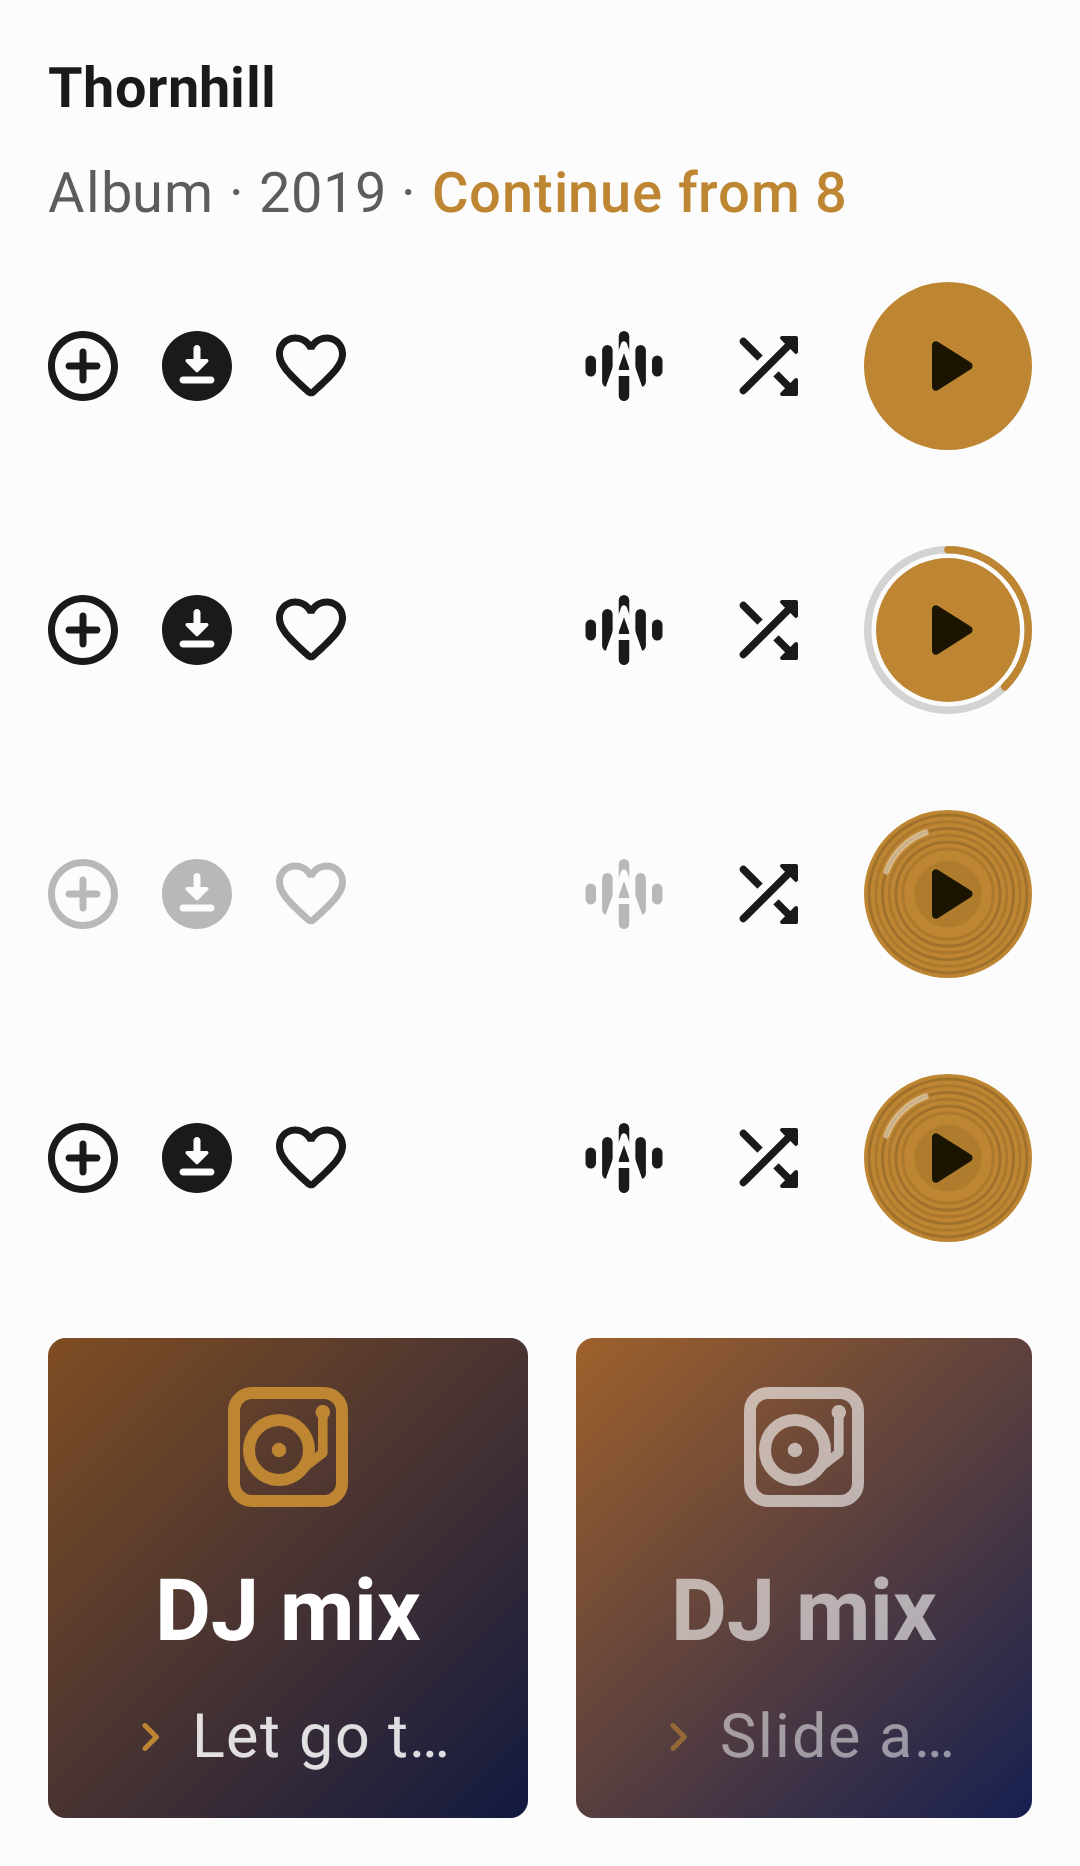 Thornhill
Album · 2019 · Continue from 8
DJ mix
Let go t…
DJ mix
Slide a…